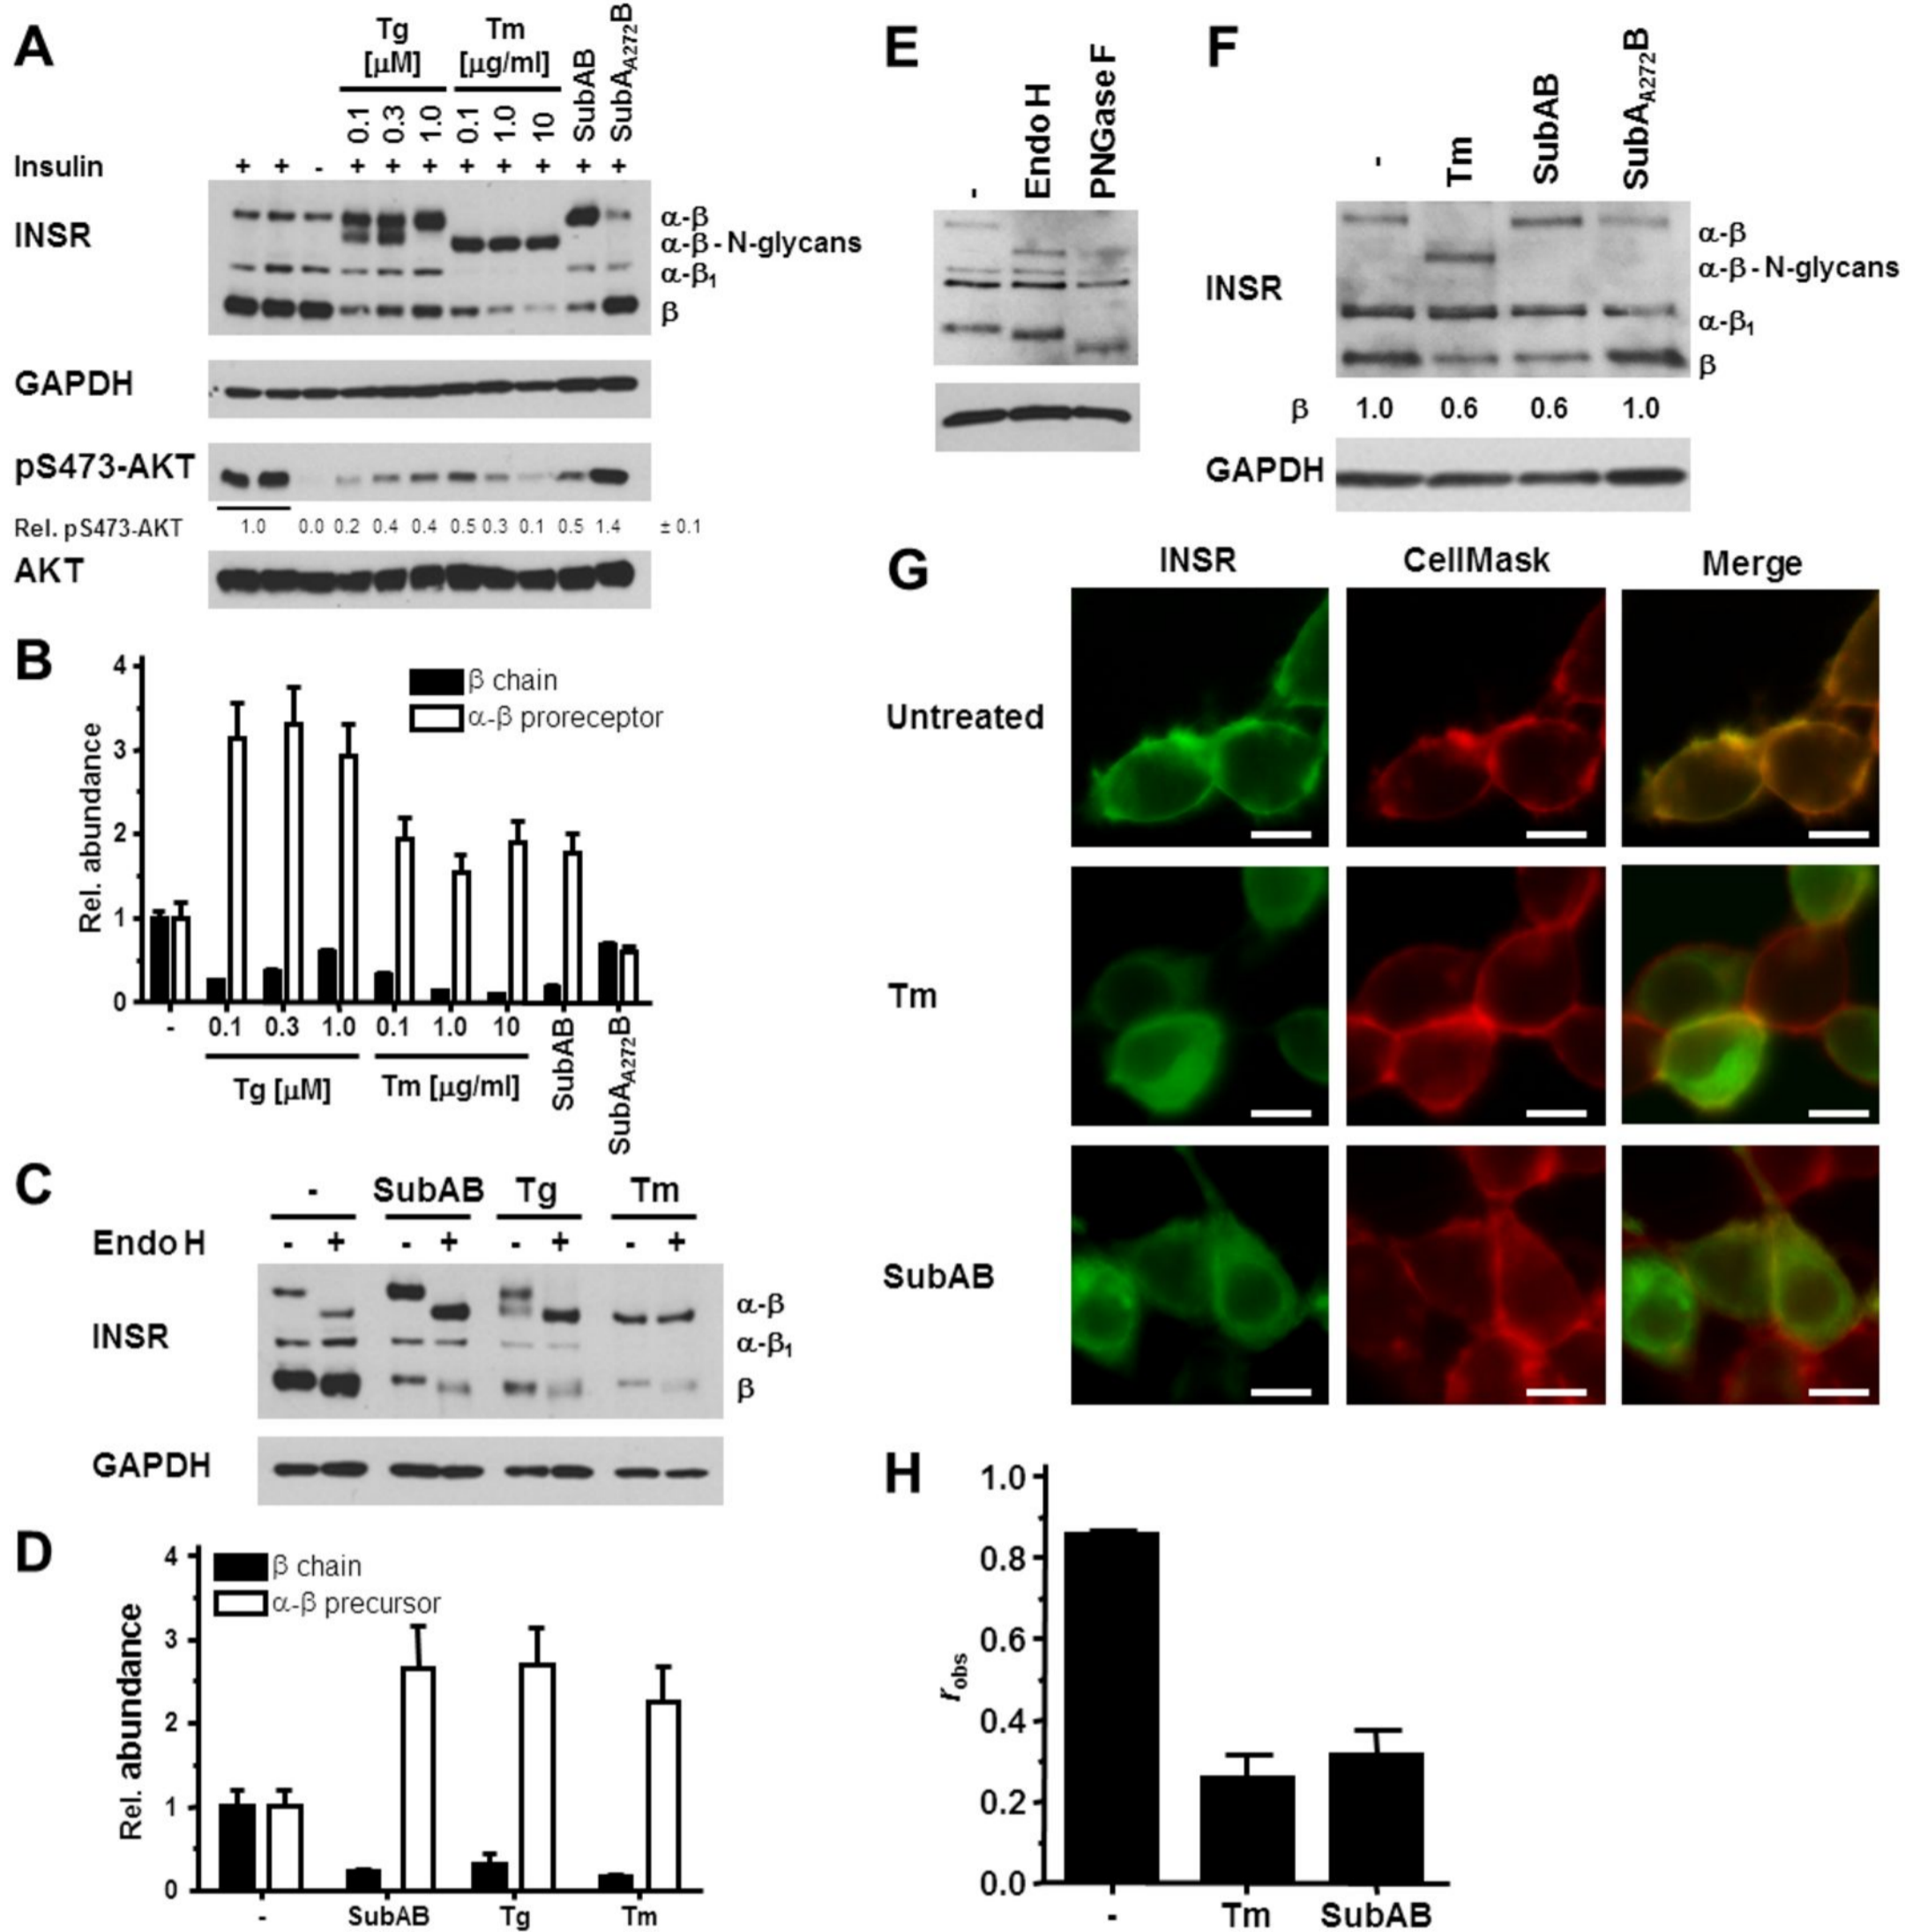 A
Tg
[μM]
Tm
[μg/ml]
SubAB
SubA_A272B
0.1 0.3 1.0 0.1 1.0 10
Insulin + + - + + + + + + + +
INSR
α-β
α-β-N-glycans
α-β1
β
GAPDH
pS473-AKT
Rel. pS473-AKT 1.0 0.0 0.2 0.4 0.4 0.5 0.3 0.1 0.5 1.4 ± 0.1
AKT
B
β chain
α-β proreceptor
Rel. abundance
4
3
2
1
0
- 0.1 0.3 1.0 0.1 1.0 10 SubAB SubA_A272B
Tg [μM] Tm [μg/ml]
C
- SubAB Tg Tm
Endo H - + - + - + - +
INSR
α-β
α-β1
β
GAPDH
D
β chain
α-β precursor
Rel. abundance
4
3
2
1
0
- SubAB Tg Tm
E
- Endo H PNGase F
F
- Tm SubAB SubA_A272B
INSR
α-β
α-β-N-glycans
α-β1
β
β 1.0 0.6 0.6 1.0
GAPDH
G
INSR CellMask Merge
Untreated
Tm
SubAB
H
r_obs
1.0
0.8
0.6
0.4
0.2
0.0
- Tm SubAB